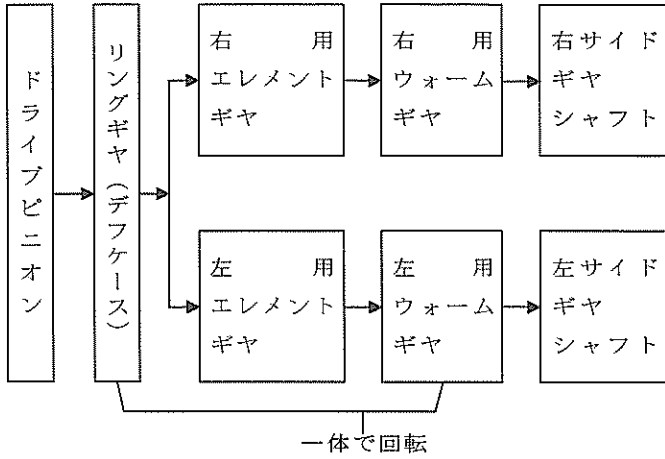 ドライブピニオン
リングギヤ（デフケース）
右用
エレメント
ギヤ
右用
ウォーム
ギヤ
右サイド
ギヤ
シャフト
左用
エレメント
ギヤ
左用
ウォーム
ギヤ
左サイド
ギヤ
シャフト
一体で回転